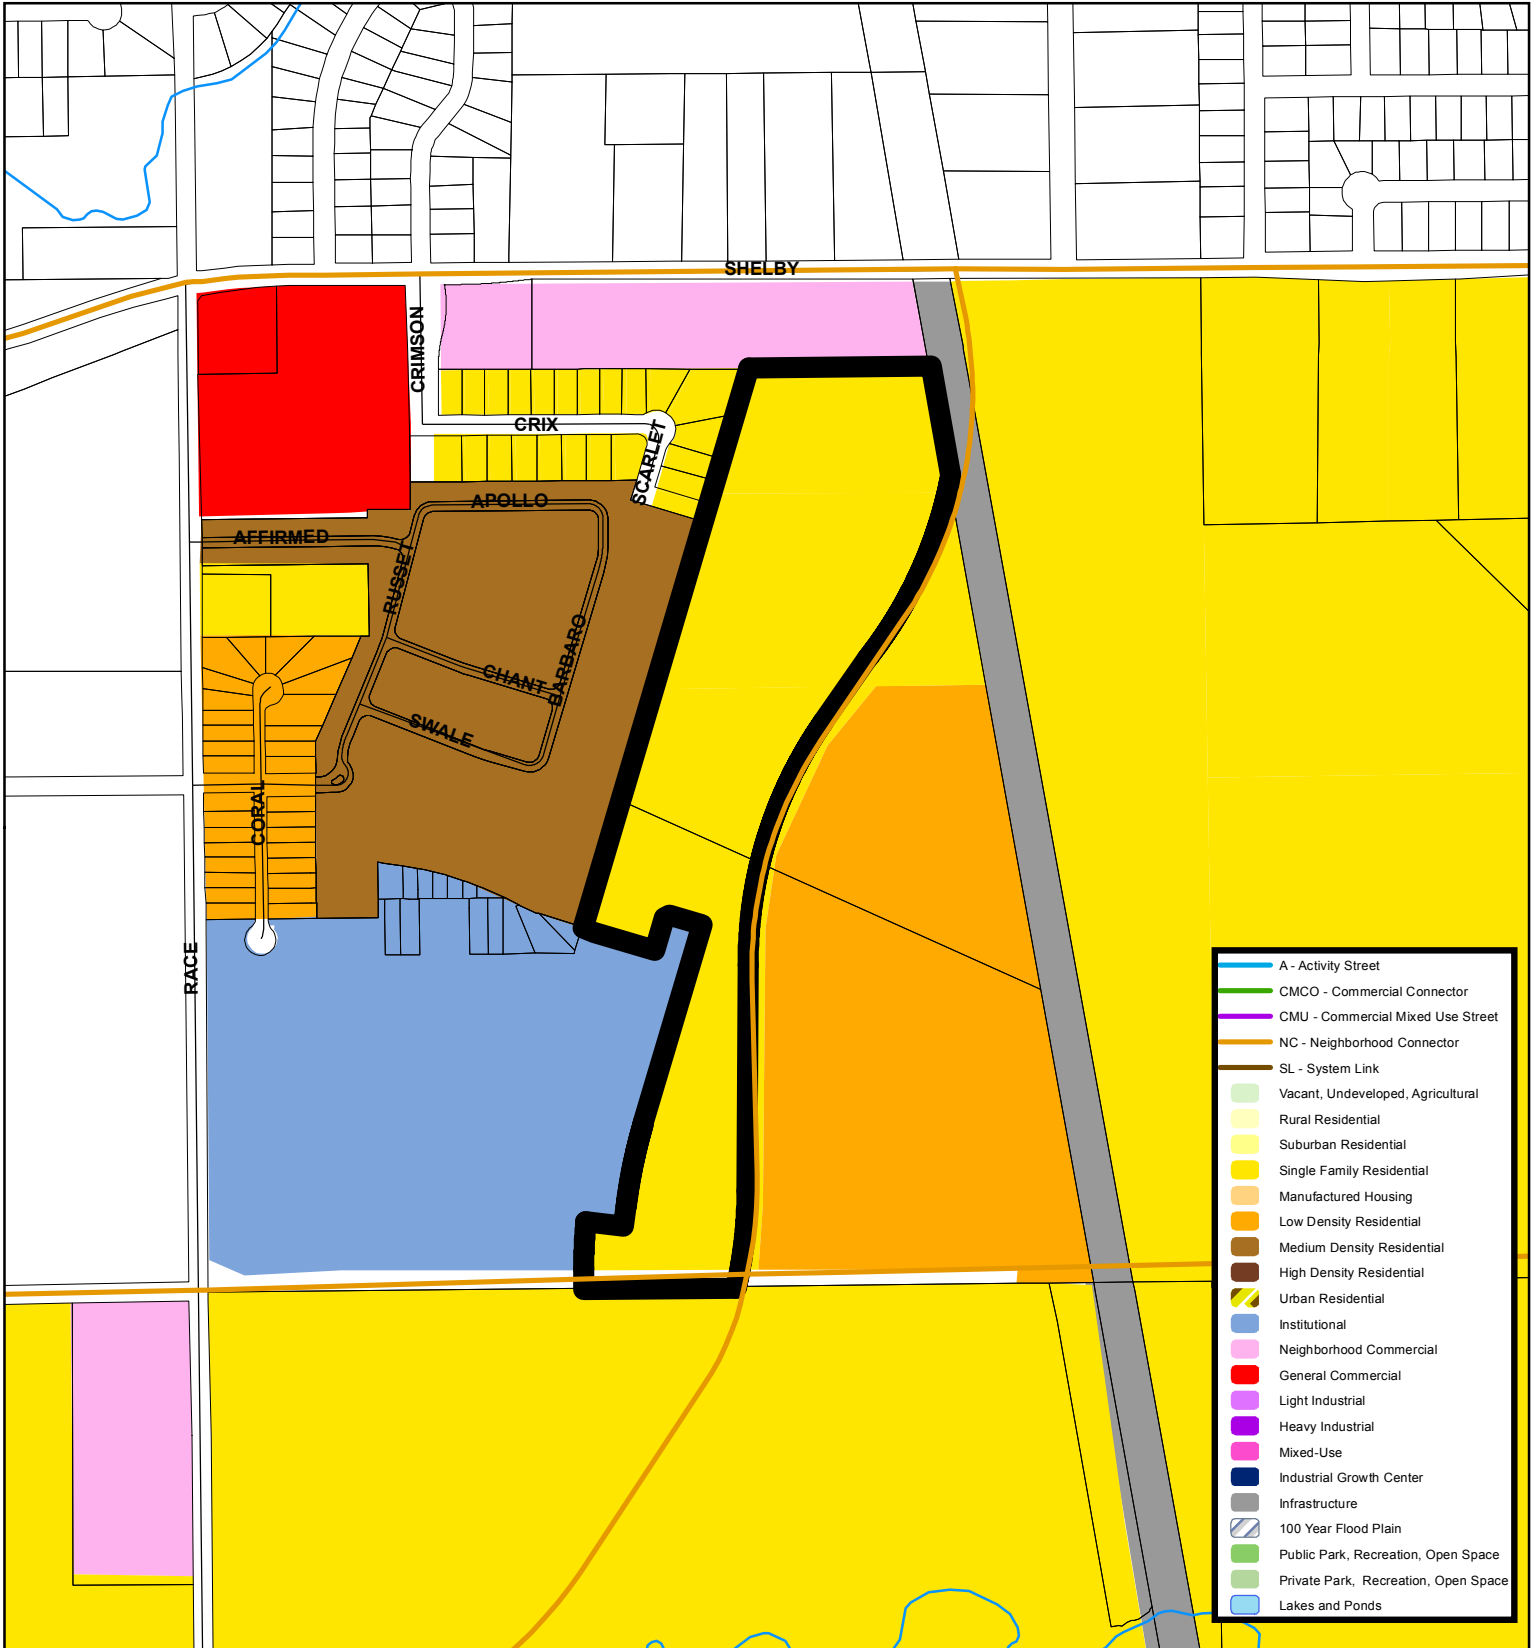 SHELBY
CRIMSON
CRIX
SCARLET
APOLLO
AFFIRMED
RUSSET
BARBARO
CHANT
SWALE
CORAL
RACE
A - Activity Street
CMCO - Commercial Connector
CMU - Commercial Mixed Use Street
NC - Neighborhood Connector
SL - System Link
Vacant, Undeveloped, Agricultural
Rural Residential
Suburban Residential
Single Family Residential
Manufactured Housing
Low Density Residential
Medium Density Residential
High Density Residential
Urban Residential
Institutional
Neighborhood Commercial
General Commercial
Light Industrial
Heavy Industrial
Mixed-Use
Industrial Growth Center
Infrastructure
100 Year Flood Plain
Public Park, Recreation, Open Space
Private Park, Recreation, Open Space
Lakes and Ponds